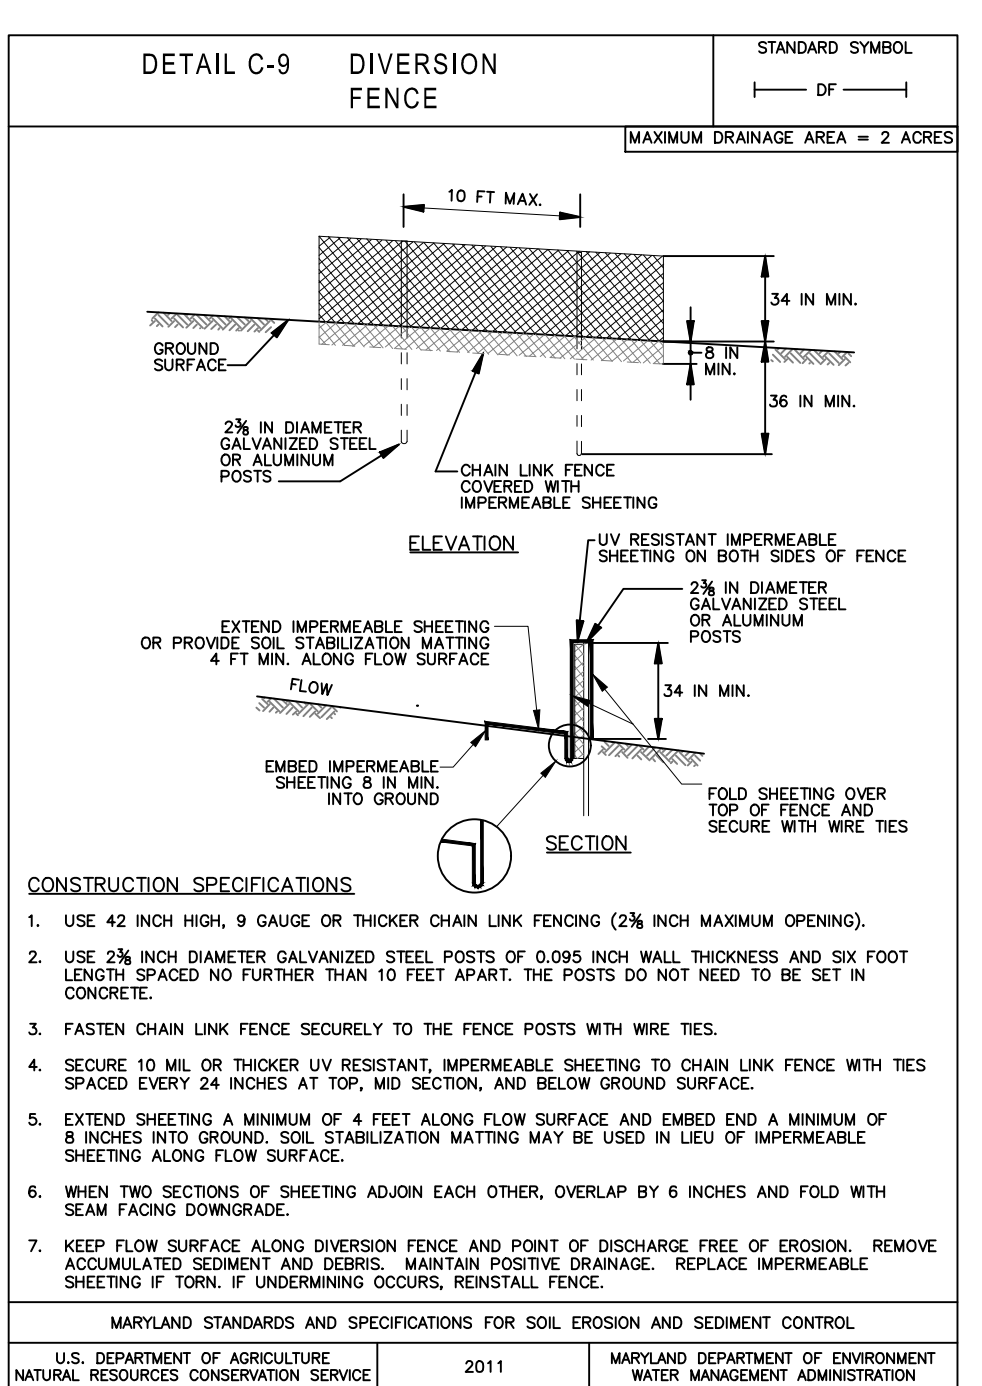 DETAIL C-9 DIVERSION
FENCE
STANDARD SYMBOL
DF
MAXIMUM DRAINAGE AREA = 2 ACRES
10 FT MAX.
34 IN MIN.
GROUND
SURFACE
8 IN
MIN.
36 IN MIN.
2⅜ IN DIAMETER
GALVANIZED STEEL
OR ALUMINUM
POSTS
CHAIN LINK FENCE
COVERED WITH
IMPERMEABLE SHEETING
ELEVATION
UV RESISTANT IMPERMEABLE
SHEETING ON BOTH SIDES OF FENCE
2⅜ IN DIAMETER
GALVANIZED STEEL
OR ALUMINUM
POSTS
EXTEND IMPERMEABLE SHEETING
OR PROVIDE SOIL STABILIZATION MATTING
4 FT MIN. ALONG FLOW SURFACE
FLOW
34 IN MIN.
EMBED IMPERMEABLE
SHEETING 8 IN MIN.
INTO GROUND
FOLD SHEETING OVER
TOP OF FENCE AND
SECURE WITH WIRE TIES
SECTION
CONSTRUCTION SPECIFICATIONS
1. USE 42 INCH HIGH, 9 GAUGE OR THICKER CHAIN LINK FENCING (2⅜ INCH MAXIMUM OPENING).
2. USE 2⅜ INCH DIAMETER GALVANIZED STEEL POSTS OF 0.095 INCH WALL THICKNESS AND SIX FOOT
LENGTH SPACED NO FURTHER THAN 10 FEET APART. THE POSTS DO NOT NEED TO BE SET IN
CONCRETE.
3. FASTEN CHAIN LINK FENCE SECURELY TO THE FENCE POSTS WITH WIRE TIES.
4. SECURE 10 MIL OR THICKER UV RESISTANT, IMPERMEABLE SHEETING TO CHAIN LINK FENCE WITH TIES
SPACED EVERY 24 INCHES AT TOP, MID SECTION, AND BELOW GROUND SURFACE.
5. EXTEND SHEETING A MINIMUM OF 4 FEET ALONG FLOW SURFACE AND EMBED END A MINIMUM OF
8 INCHES INTO GROUND. SOIL STABILIZATION MATTING MAY BE USED IN LIEU OF IMPERMEABLE
SHEETING ALONG FLOW SURFACE.
6. WHEN TWO SECTIONS OF SHEETING ADJOIN EACH OTHER, OVERLAP BY 6 INCHES AND FOLD WITH
SEAM FACING DOWNGRADE.
7. KEEP FLOW SURFACE ALONG DIVERSION FENCE AND POINT OF DISCHARGE FREE OF EROSION. REMOVE
ACCUMULATED SEDIMENT AND DEBRIS. MAINTAIN POSITIVE DRAINAGE. REPLACE IMPERMEABLE
SHEETING IF TORN. IF UNDERMINING OCCURS, REINSTALL FENCE.
MARYLAND STANDARDS AND SPECIFICATIONS FOR SOIL EROSION AND SEDIMENT CONTROL
U.S. DEPARTMENT OF AGRICULTURE
NATURAL RESOURCES CONSERVATION SERVICE
2011
MARYLAND DEPARTMENT OF ENVIRONMENT
WATER MANAGEMENT ADMINISTRATION